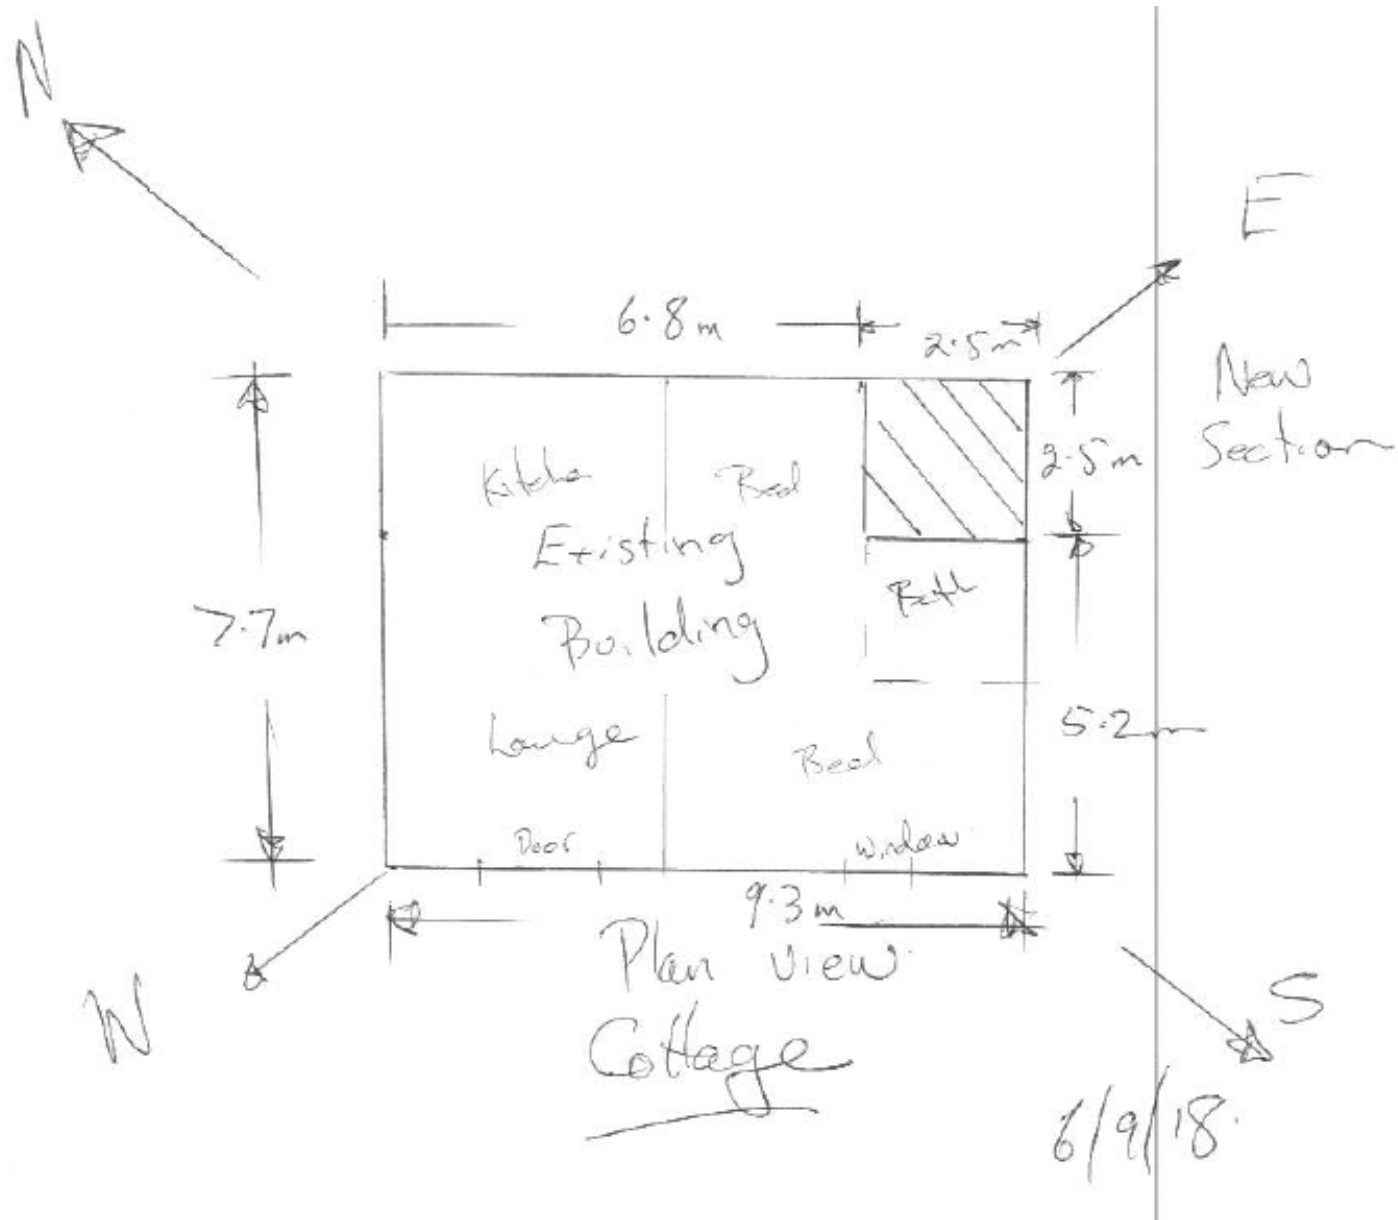 N
E
6.8m
2.5m
New
Section
2.5m
Kitche
Bed
Existing
Building
Bath
7.7m
5.2m
Lounge
Bed
Door
Window
9.3m
Plan View
Cottage
W
S
6/9/18.